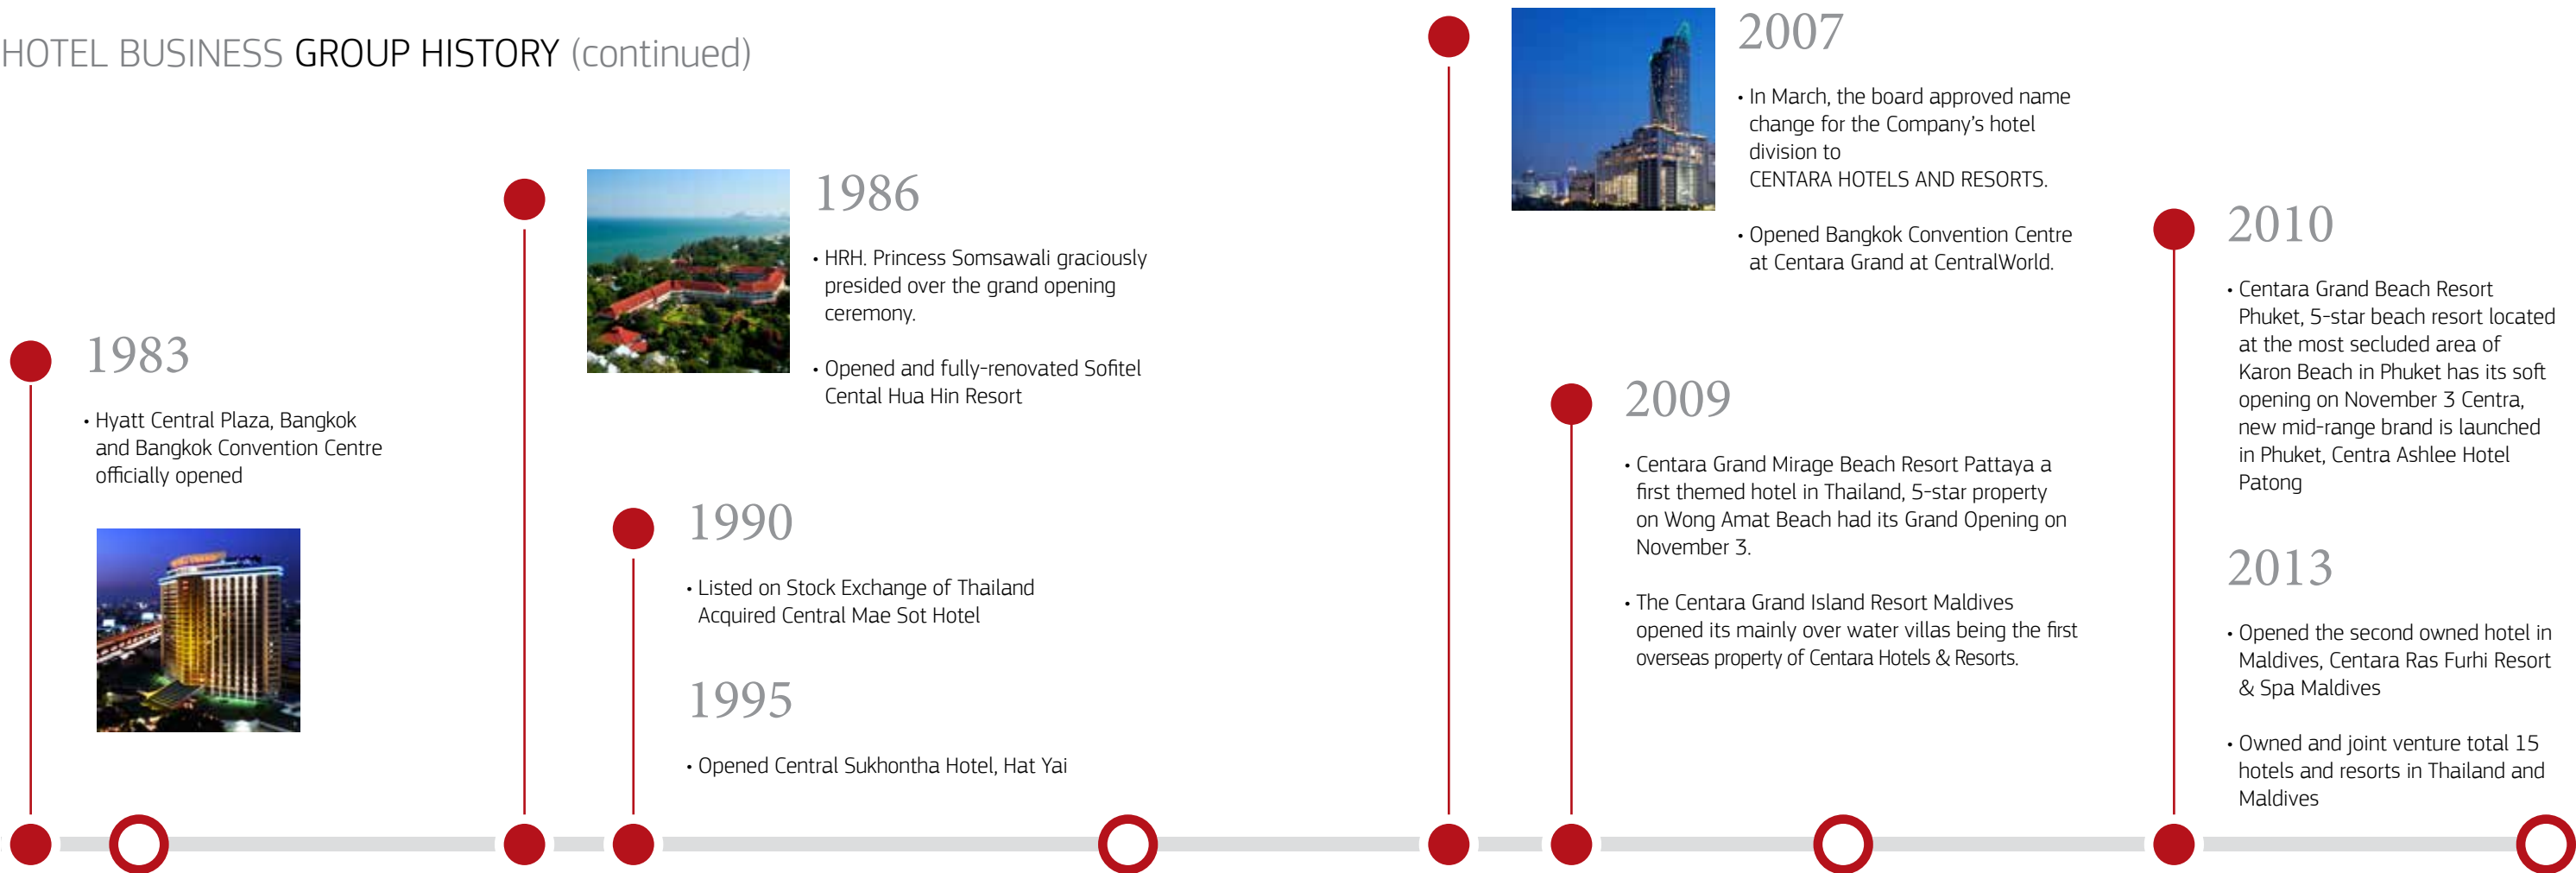 HOTEL BUSINESS GROUP HISTORY (continued)
1983
• Hyatt Central Plaza, Bangkok
and Bangkok Convention Centre
officially opened
1986
• HRH. Princess Somsawali graciously
presided over the grand opening
ceremony.
• Opened and fully-renovated Sofitel
Cental Hua Hin Resort
1990
• Listed on Stock Exchange of Thailand
Acquired Central Mae Sot Hotel
1995
• Opened Central Sukhontha Hotel, Hat Yai
2007
• In March, the board approved name
change for the Company's hotel
division to
CENTARA HOTELS AND RESORTS.
• Opened Bangkok Convention Centre
at Centara Grand at CentralWorld.
2009
• Centara Grand Mirage Beach Resort Pattaya a
first themed hotel in Thailand, 5-star property
on Wong Amat Beach had its Grand Opening on
November 3.
• The Centara Grand Island Resort Maldives
opened its mainly over water villas being the first
overseas property of Centara Hotels & Resorts.
2010
• Centara Grand Beach Resort
Phuket, 5-star beach resort located
at the most secluded area of
Karon Beach in Phuket has its soft
opening on November 3 Centra,
new mid-range brand is launched
in Phuket, Centra Ashlee Hotel
Patong
2013
• Opened the second owned hotel in
Maldives, Centara Ras Furhi Resort
& Spa Maldives
• Owned and joint venture total 15
hotels and resorts in Thailand and
Maldives